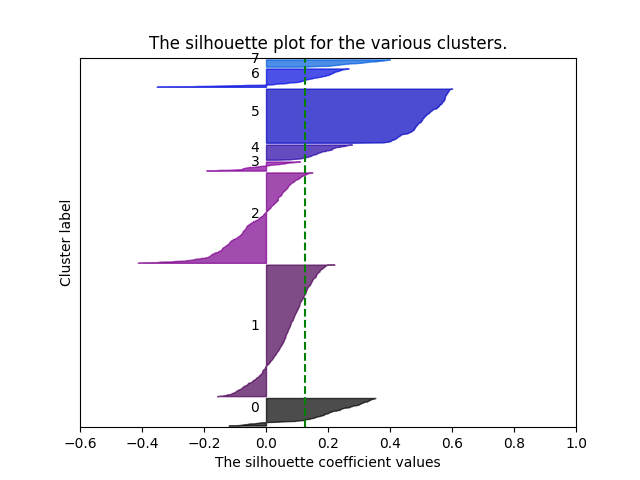 The silhouette plot for the various clusters.
7
6
5
4
3
2
1
0
Cluster label
−0.6 −0.4 −0.2 0.0 0.2 0.4 0.6 0.8 1.0
The silhouette coefficient values